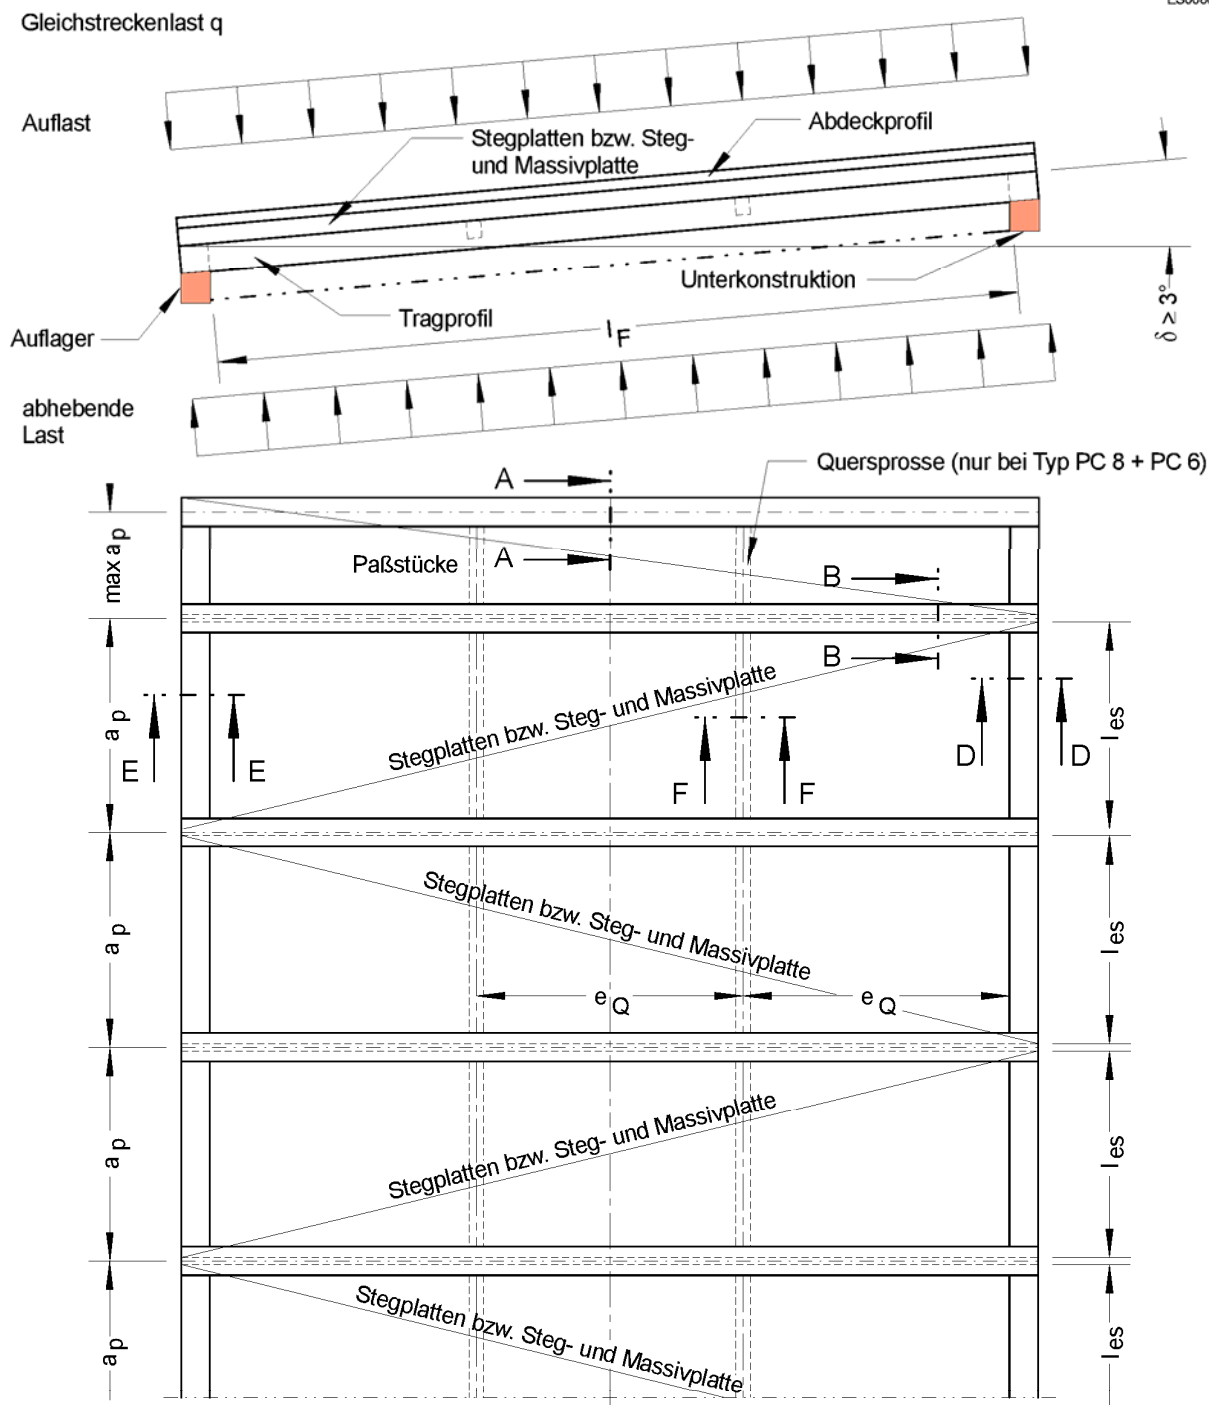 Gleichstreckenlast q
Auflast
Stegplatten bzw. Steg-
und Massivplatte
Abdeckprofil
Unterkonstruktion
δ ≥ 3°
Auflager
Tragprofil
l F
abhebende
Last
Quersprosse (nur bei Typ PC 8 + PC 6)
A
A
max a p
Paßstücke
B
B
a p
Stegplatten bzw. Steg- und Massivplatte
l es
E
E
D
D
F
F
Stegplatten bzw. Steg- und Massivplatte
a p
l es
e Q
e Q
Stegplatten bzw. Steg- und Massivplatte
a p
l es
Stegplatten bzw. Steg- und Massivplatte
a p
l es